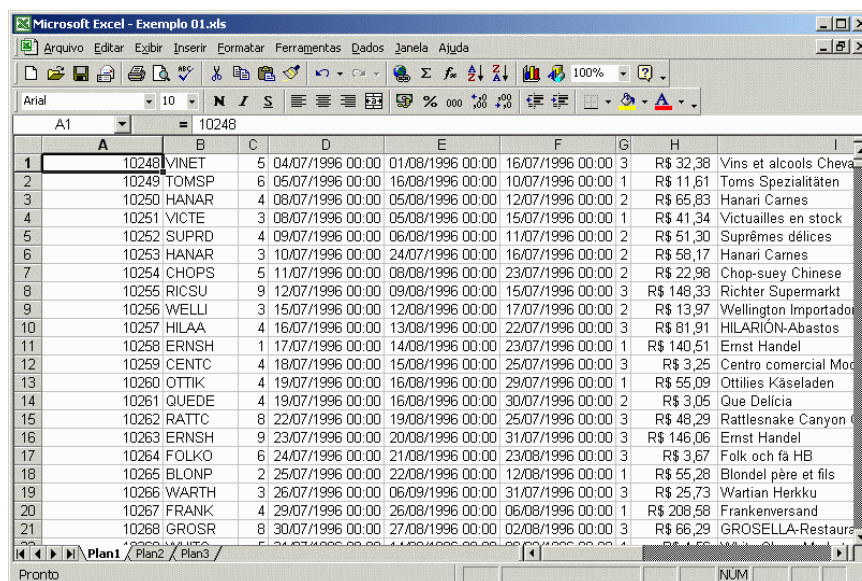 Microsoft Excel - Exemplo 01.xls
Arquivo Editar Exibir Inserir Formatar Ferramentas Dados Janela Ajuda
100%
Arial 10 N I S % 000
A1 = 10248
A B C D E F G H I
1 10248 VINET 5 04/07/1996 00:00 01/08/1996 00:00 16/07/1996 00:00 3 R$ 32,38 Vins et alcools Cheva
2 10249 TOMSP 6 05/07/1996 00:00 16/08/1996 00:00 10/07/1996 00:00 1 R$ 11,61 Toms Spezialitäten
3 10250 HANAR 4 08/07/1996 00:00 05/08/1996 00:00 12/07/1996 00:00 2 R$ 65,83 Hanari Carnes
4 10251 VICTE 3 08/07/1996 00:00 05/08/1996 00:00 15/07/1996 00:00 1 R$ 41,34 Victuailles en stock
5 10252 SUPRD 4 09/07/1996 00:00 06/08/1996 00:00 11/07/1996 00:00 2 R$ 51,30 Suprêmes délices
6 10253 HANAR 3 10/07/1996 00:00 24/07/1996 00:00 16/07/1996 00:00 2 R$ 58,17 Hanari Carnes
7 10254 CHOPS 5 11/07/1996 00:00 08/08/1996 00:00 23/07/1996 00:00 2 R$ 22,98 Chop-suey Chinese
8 10255 RICSU 9 12/07/1996 00:00 09/08/1996 00:00 15/07/1996 00:00 3 R$ 148,33 Richter Supermarkt
9 10256 WELLI 3 15/07/1996 00:00 12/08/1996 00:00 17/07/1996 00:00 2 R$ 13,97 Wellington Importador
10 10257 HILAA 4 16/07/1996 00:00 13/08/1996 00:00 22/07/1996 00:00 3 R$ 81,91 HILARIÓN-Abastos
11 10258 ERNSH 1 17/07/1996 00:00 14/08/1996 00:00 23/07/1996 00:00 1 R$ 140,51 Ernst Handel
12 10259 CENTC 4 18/07/1996 00:00 15/08/1996 00:00 25/07/1996 00:00 3 R$ 3,25 Centro comercial Moc
13 10260 OTTIK 4 19/07/1996 00:00 16/08/1996 00:00 29/07/1996 00:00 1 R$ 55,09 Ottilies Käseladen
14 10261 QUEDE 4 19/07/1996 00:00 16/08/1996 00:00 30/07/1996 00:00 2 R$ 3,05 Que Delícia
15 10262 RATTC 8 22/07/1996 00:00 19/08/1996 00:00 25/07/1996 00:00 3 R$ 48,29 Rattlesnake Canyon
16 10263 ERNSH 9 23/07/1996 00:00 20/08/1996 00:00 31/07/1996 00:00 3 R$ 146,06 Ernst Handel
17 10264 FOLKO 6 24/07/1996 00:00 21/08/1996 00:00 23/08/1996 00:00 3 R$ 3,67 Folk och fä HB
18 10265 BLONP 2 25/07/1996 00:00 22/08/1996 00:00 12/08/1996 00:00 1 R$ 55,28 Blondel père et fils
19 10266 WARTH 3 26/07/1996 00:00 06/09/1996 00:00 31/07/1996 00:00 3 R$ 25,73 Wartian Herkku
20 10267 FRANK 4 29/07/1996 00:00 26/08/1996 00:00 06/08/1996 00:00 1 R$ 208,58 Frankenversand
21 10268 GROSR 8 30/07/1996 00:00 27/08/1996 00:00 02/08/1996 00:00 3 R$ 66,29 GROSELLA-Restaura
Plan1 Plan2 Plan3
Pronto NÚM